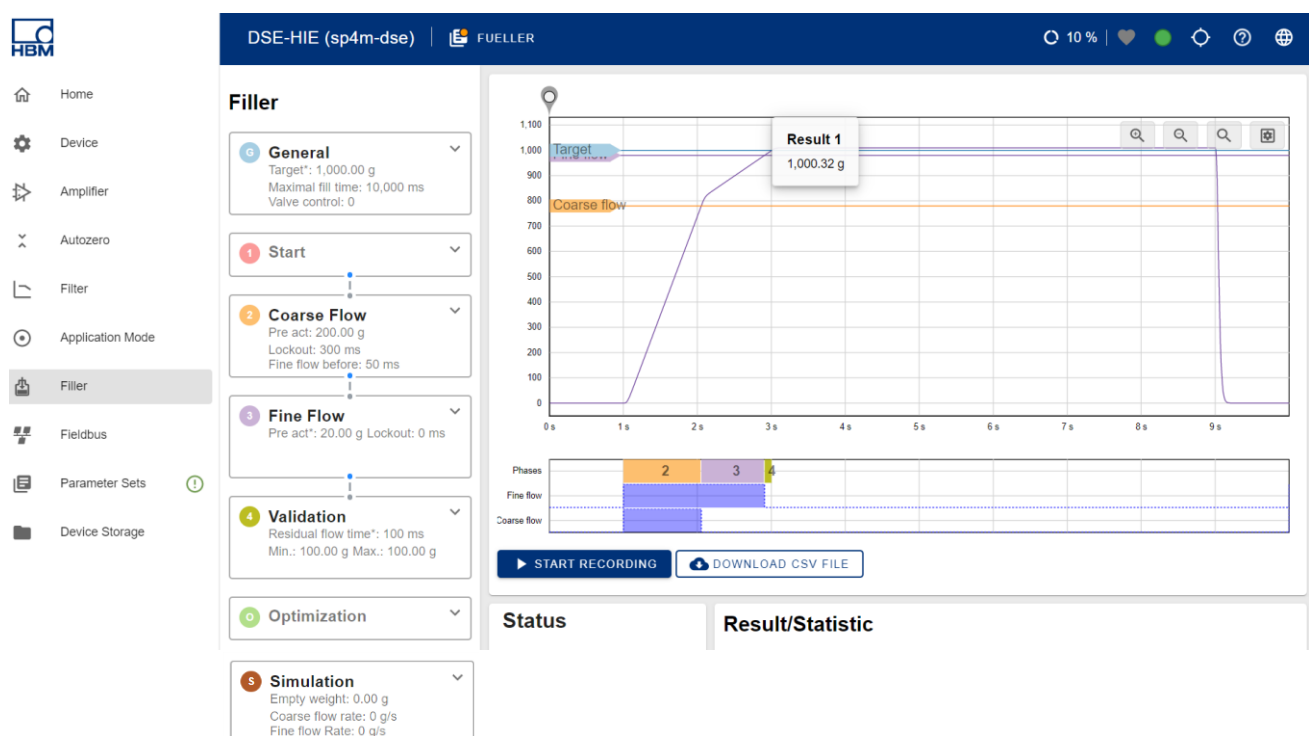 HBM
DSE-HIE (sp4m-dse)
FUELLER
10 %
Home
Device
Amplifier
Autozero
Filter
Application Mode
Filler
Fieldbus
Parameter Sets
Device Storage
Filler
G General
Target*: 1,000.00 g
Maximal fill time: 10,000 ms
Valve control: 0
1 Start
2 Coarse Flow
Pre act: 200.00 g
Lockout: 300 ms
Fine flow before: 50 ms
3 Fine Flow
Pre act*: 20.00 g Lockout: 0 ms
4 Validation
Residual flow time*: 100 ms
Min.: 100.00 g Max.: 100.00 g
O Optimization
S Simulation
Empty weight: 0.00 g
Coarse flow rate: 0 g/s
Fine flow Rate: 0 g/s
1,100
1,000
900
800
700
600
500
400
300
200
100
0
Target
Fine flow
Coarse flow
Result 1
1,000.32 g
0 s 1 s 2 s 3 s 4 s 5 s 6 s 7 s 8 s 9 s
Phases 2 3 4
Fine flow
Coarse flow
START RECORDING
DOWNLOAD CSV FILE
Status
Result/Statistic